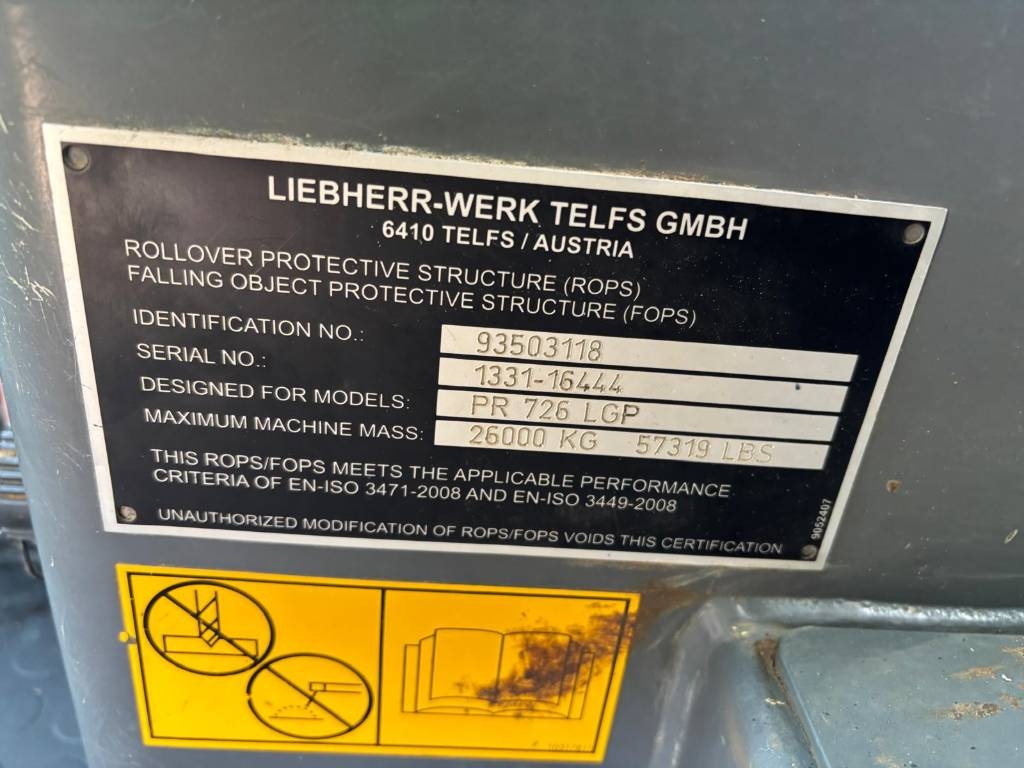 LIEBHERR-WERK TELFS GMBH
6410 TELFS / AUSTRIA
ROLLOVER PROTECTIVE STRUCTURE (ROPS)
FALLING OBJECT PROTECTIVE STRUCTURE (FOPS)
IDENTIFICATION NO.: 93503118
SERIAL NO.: 1331-16444
DESIGNED FOR MODELS: PR 726 LGP
MAXIMUM MACHINE MASS: 26000 KG 57319 LBS
THIS ROPS/FOPS MEETS THE APPLICABLE PERFORMANCE
CRITERIA OF EN-ISO 3471-2008 AND EN-ISO 3449-2008
UNAUTHORIZED MODIFICATION OF ROPS/FOPS VOIDS THIS CERTIFICATION
9052407